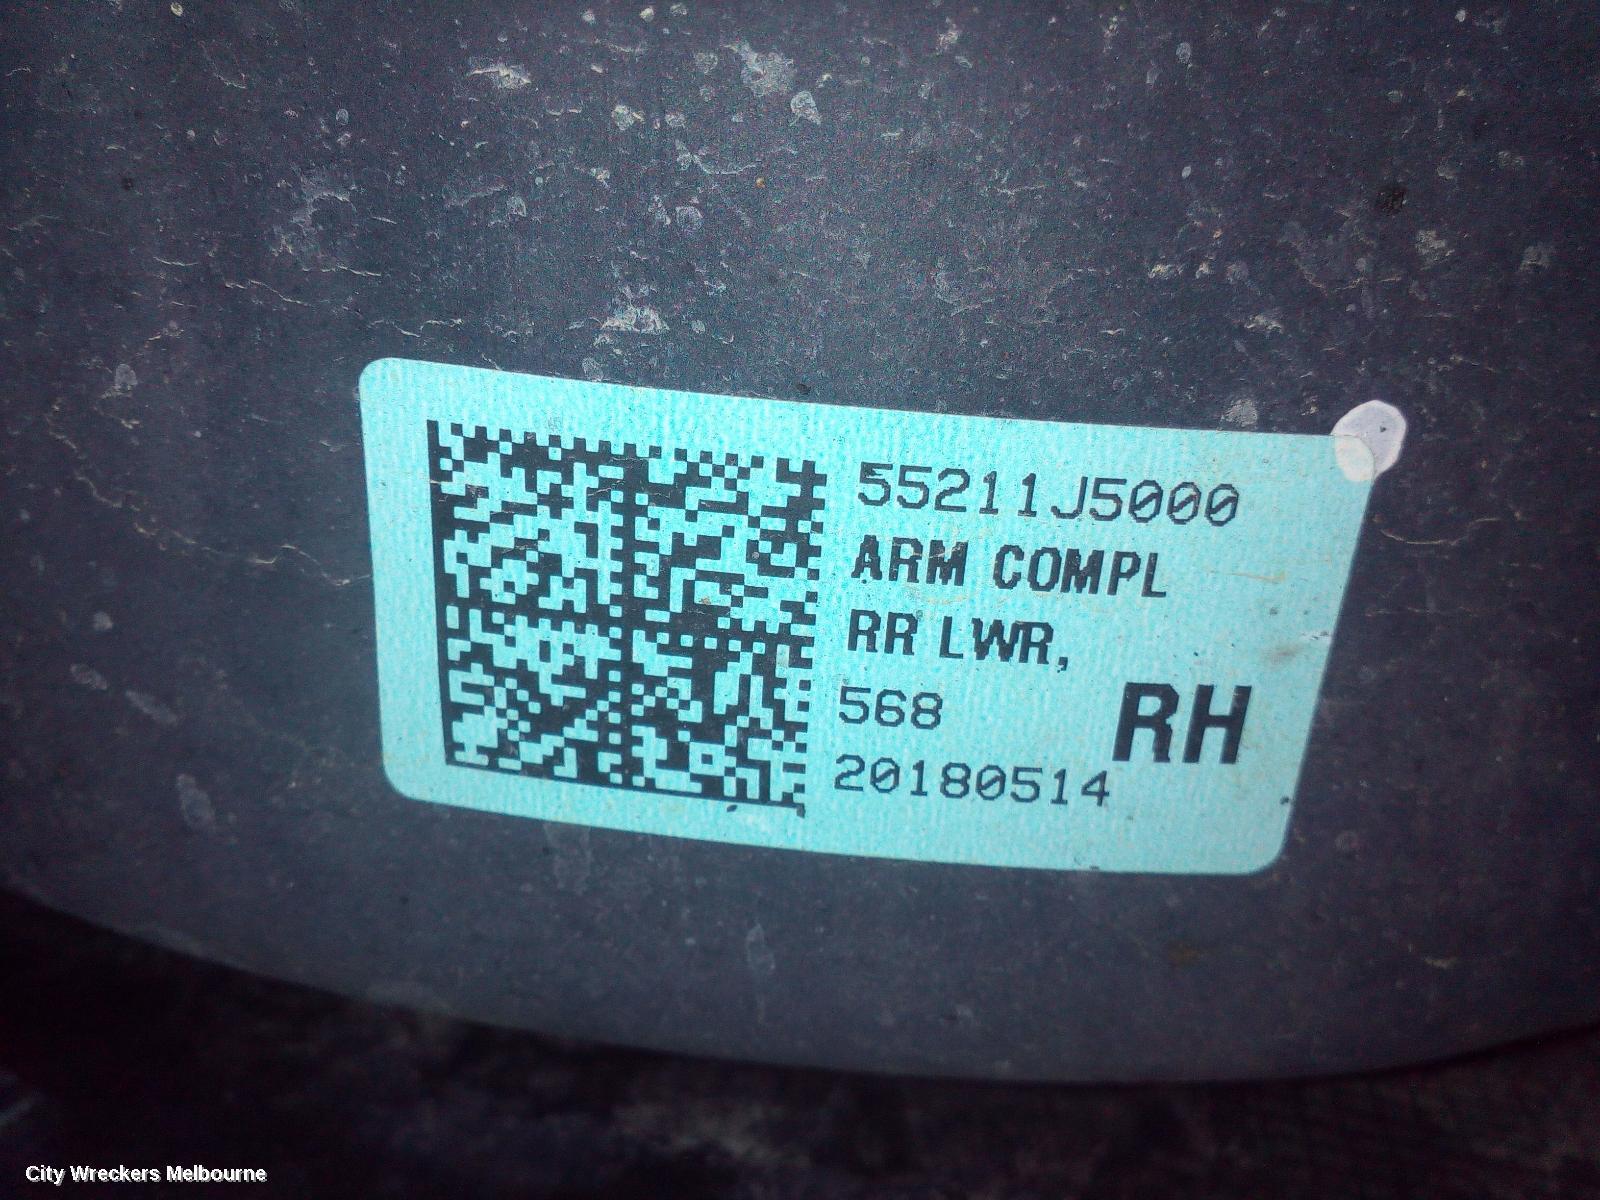 55211J5000
ARM COMPL
RR LWR,
568
RH
20180514
City Wreckers Melbourne